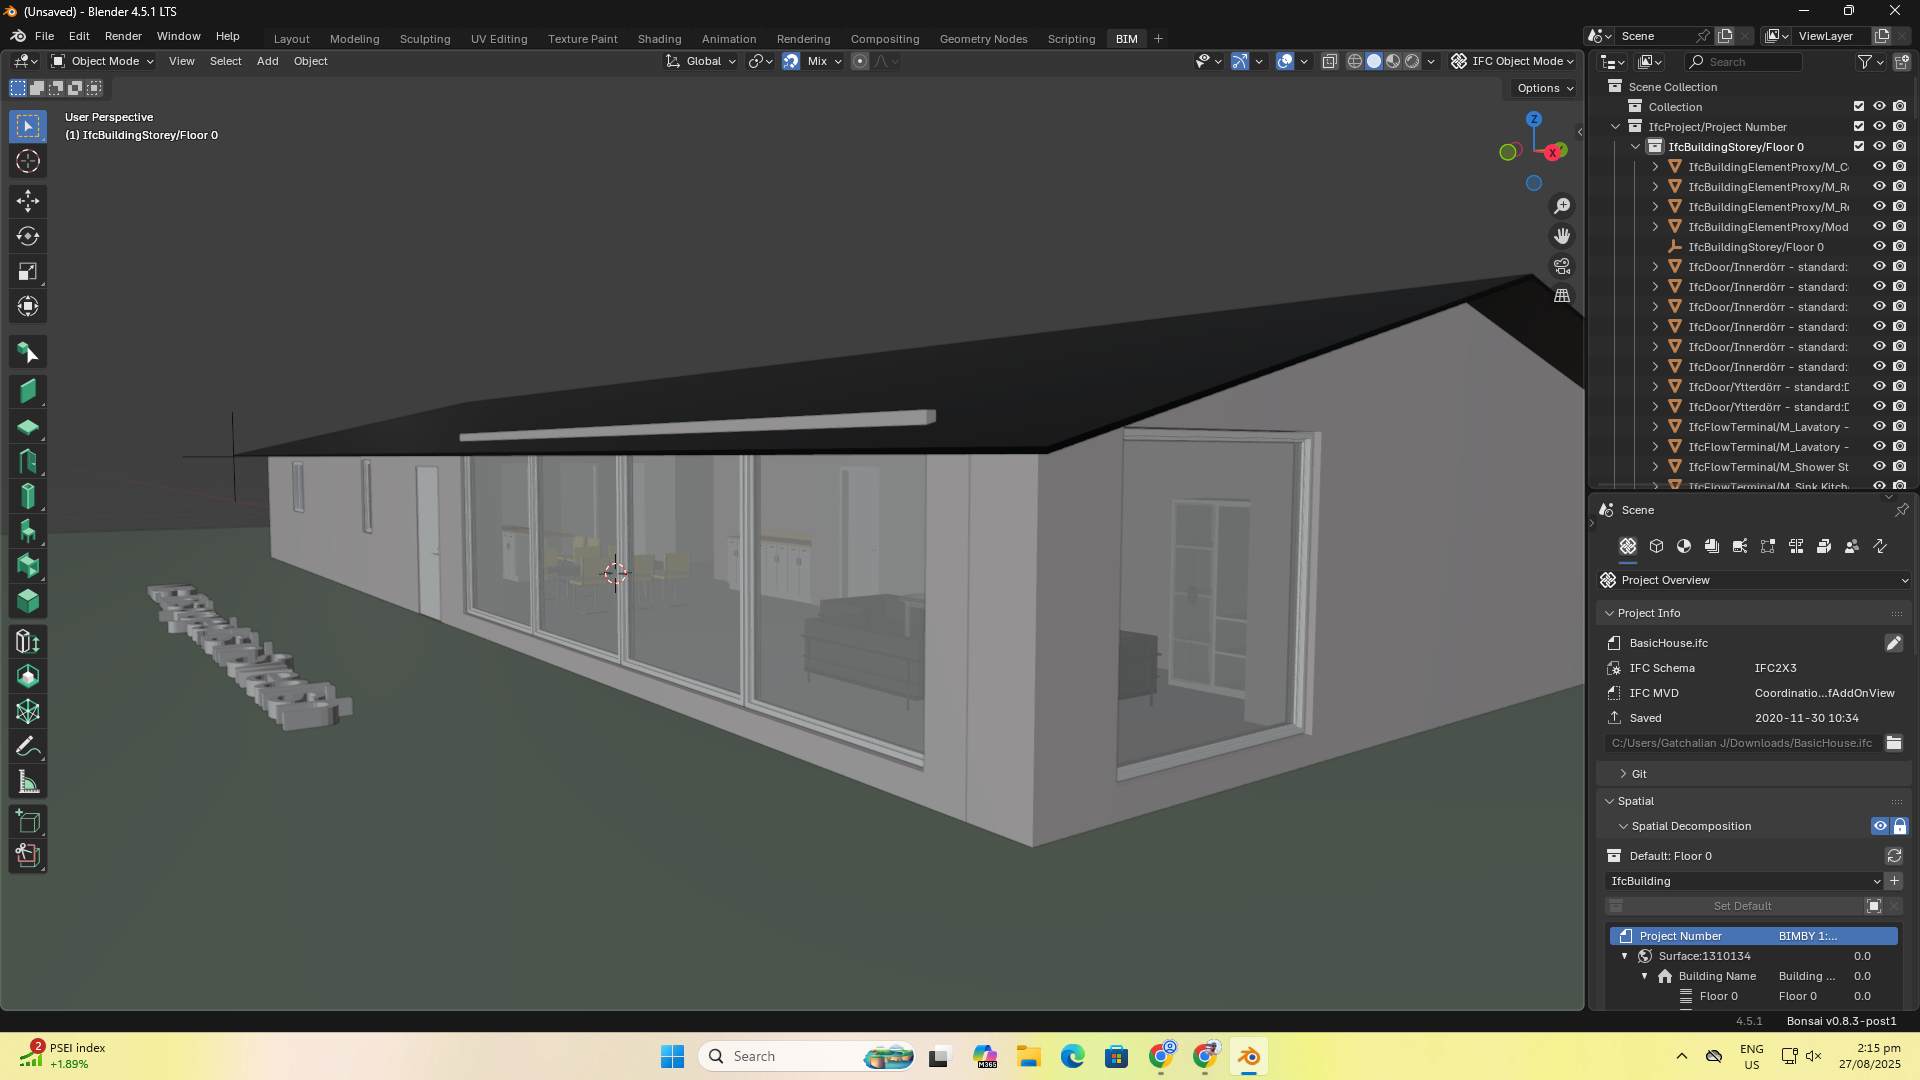 (Unsaved) - Blender 4.5.1 LTS
File Edit Render Window Help Layout Modeling Sculpting UV Editing Texture Paint Shading Animation Rendering Compositing Geometry Nodes Scripting BIM
Scene ViewLayer
Object Mode View Select Add Object Global Mix IFC Object Mode
Search
Options
User Perspective
(1) IfcBuildingStorey/Floor 0
Z
X
Scene Collection
Collection
IfcProject/Project Number
IfcBuildingStorey/Floor 0
IfcBuildingElementProxy/M_C
IfcBuildingElementProxy/M_R
IfcBuildingElementProxy/M_R
IfcBuildingElementProxy/Mod
IfcBuildingStorey/Floor 0
IfcDoor/Innerdörr - standard:
IfcDoor/Innerdörr - standard:
IfcDoor/Innerdörr - standard:
IfcDoor/Innerdörr - standard:
IfcDoor/Innerdörr - standard:
IfcDoor/Innerdörr - standard:
IfcDoor/Ytterdörr - standard:D
IfcDoor/Ytterdörr - standard:D
IfcFlowTerminal/M_Lavatory -
IfcFlowTerminal/M_Lavatory -
IfcFlowTerminal/M_Shower St
IfcFlowTerminal/M_Sink Kitch
Scene
Project Overview
Project Info
BasicHouse.ifc
IFC Schema IFC2X3
IFC MVD Coordinatio...fAddOnView
Saved 2020-11-30 10:34
C:/Users/Gatchalian J/Downloads/BasicHouse.ifc
Git
Spatial
Spatial Decomposition
Default: Floor 0
IfcBuilding
Set Default
Project Number BIMBY 1:...
Surface:1310134 0.0
Building Name Building ... 0.0
Floor 0 Floor 0 0.0
4.5.1 Bonsai v0.8.3-post1
2
PSEI index
+1.89%
Search
M365
ENG
US
2:15 pm
27/08/2025